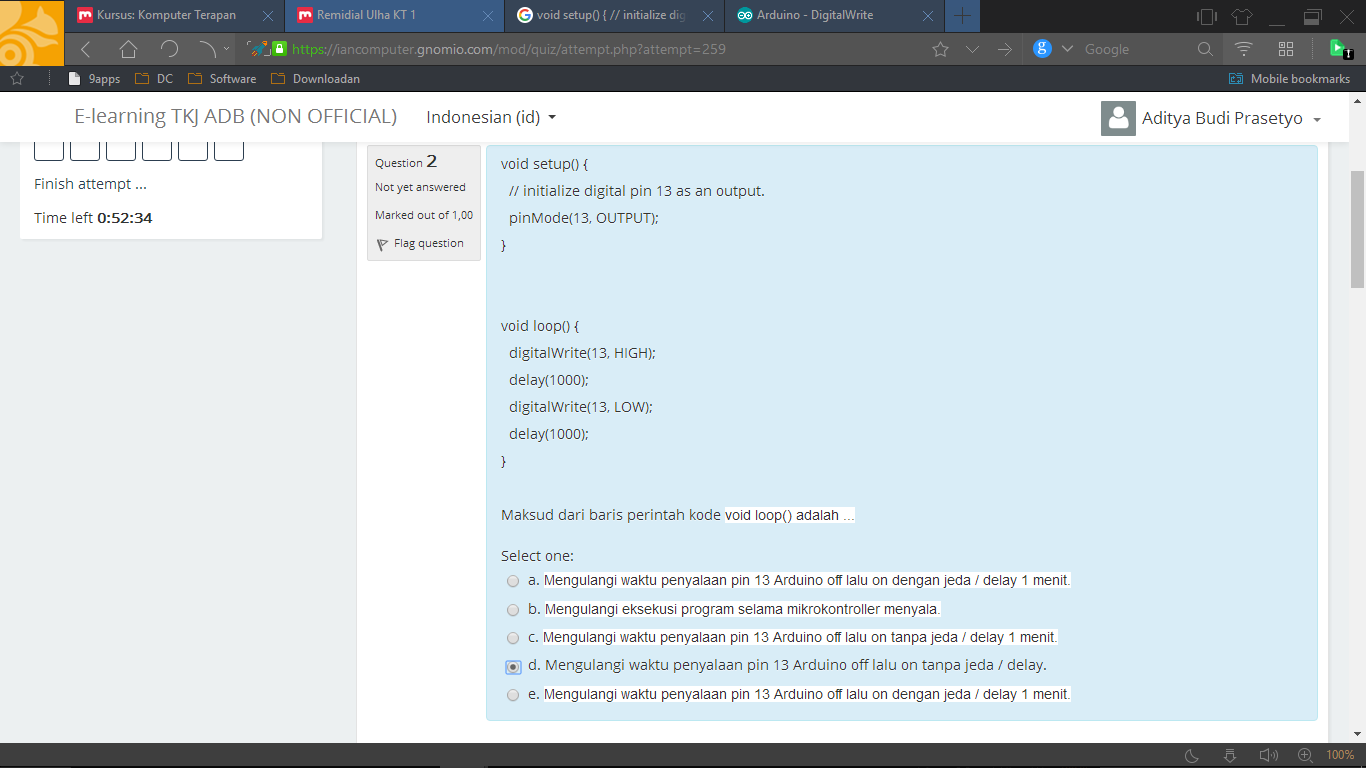 Kursus: Komputer Terapan
Remidial Ulha KT 1
void setup() { // initialize dig
Arduino - DigitalWrite
https://iancomputer.gnomio.com/mod/quiz/attempt.php?attempt=259
Google
9apps
DC
Software
Downloadan
Mobile bookmarks
E-learning TKJ ADB (NON OFFICIAL)
Indonesian (id)
Aditya Budi Prasetyo
Finish attempt ...
Time left 0:52:34
Question 2
Not yet answered
Marked out of 1,00
Flag question
void setup() {
// initialize digital pin 13 as an output.
pinMode(13, OUTPUT);
}
void loop() {
digitalWrite(13, HIGH);
delay(1000);
digitalWrite(13, LOW);
delay(1000);
}
Maksud dari baris perintah kode void loop() adalah ...
Select one:
a. Mengulangi waktu penyalaan pin 13 Arduino off lalu on dengan jeda / delay 1 menit.
b. Mengulangi eksekusi program selama mikrokontroller menyala.
c. Mengulangi waktu penyalaan pin 13 Arduino off lalu on tanpa jeda / delay 1 menit.
d. Mengulangi waktu penyalaan pin 13 Arduino off lalu on tanpa jeda / delay.
e. Mengulangi waktu penyalaan pin 13 Arduino off lalu on dengan jeda / delay 1 menit.
100%